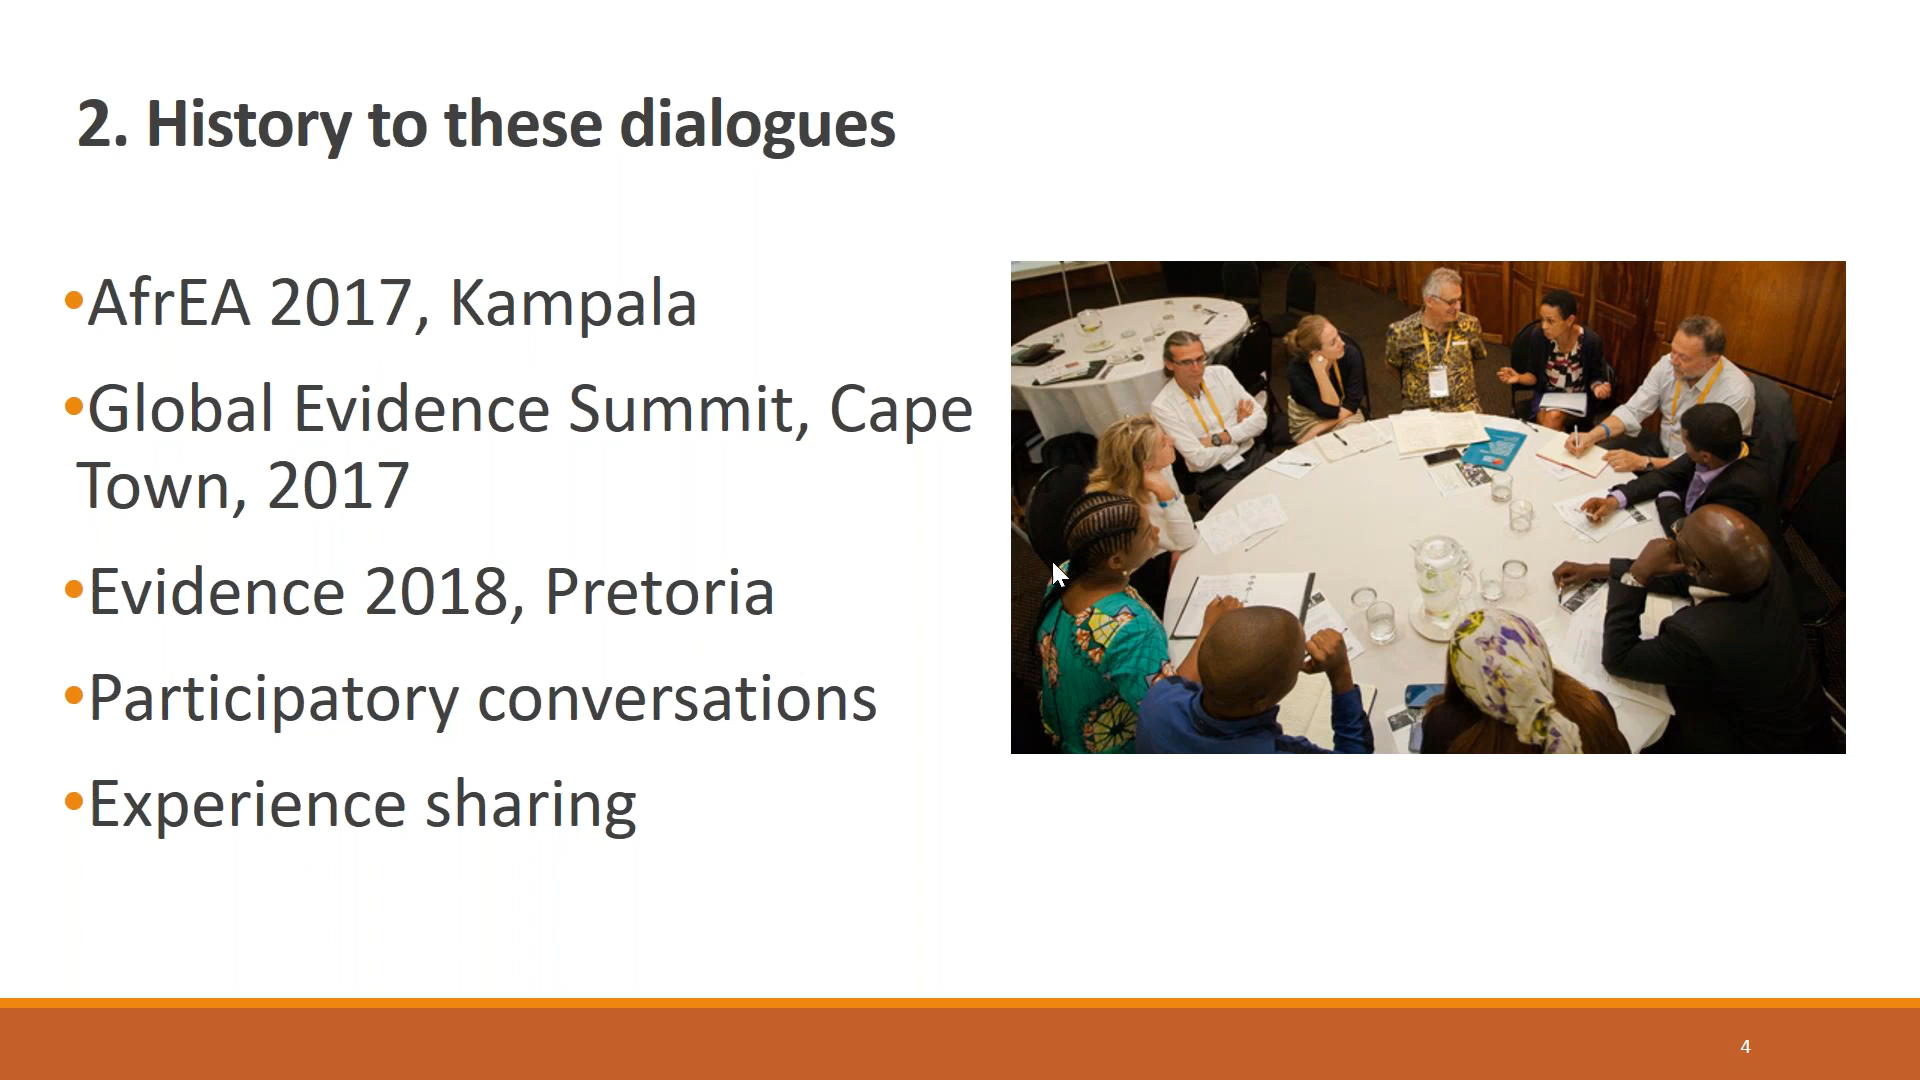 2. History to these dialogues
•AfrEA 2017, Kampala
•Global Evidence Summit, Cape
Town, 2017
•Evidence 2018, Pretoria
•Participatory conversations
•Experience sharing
4